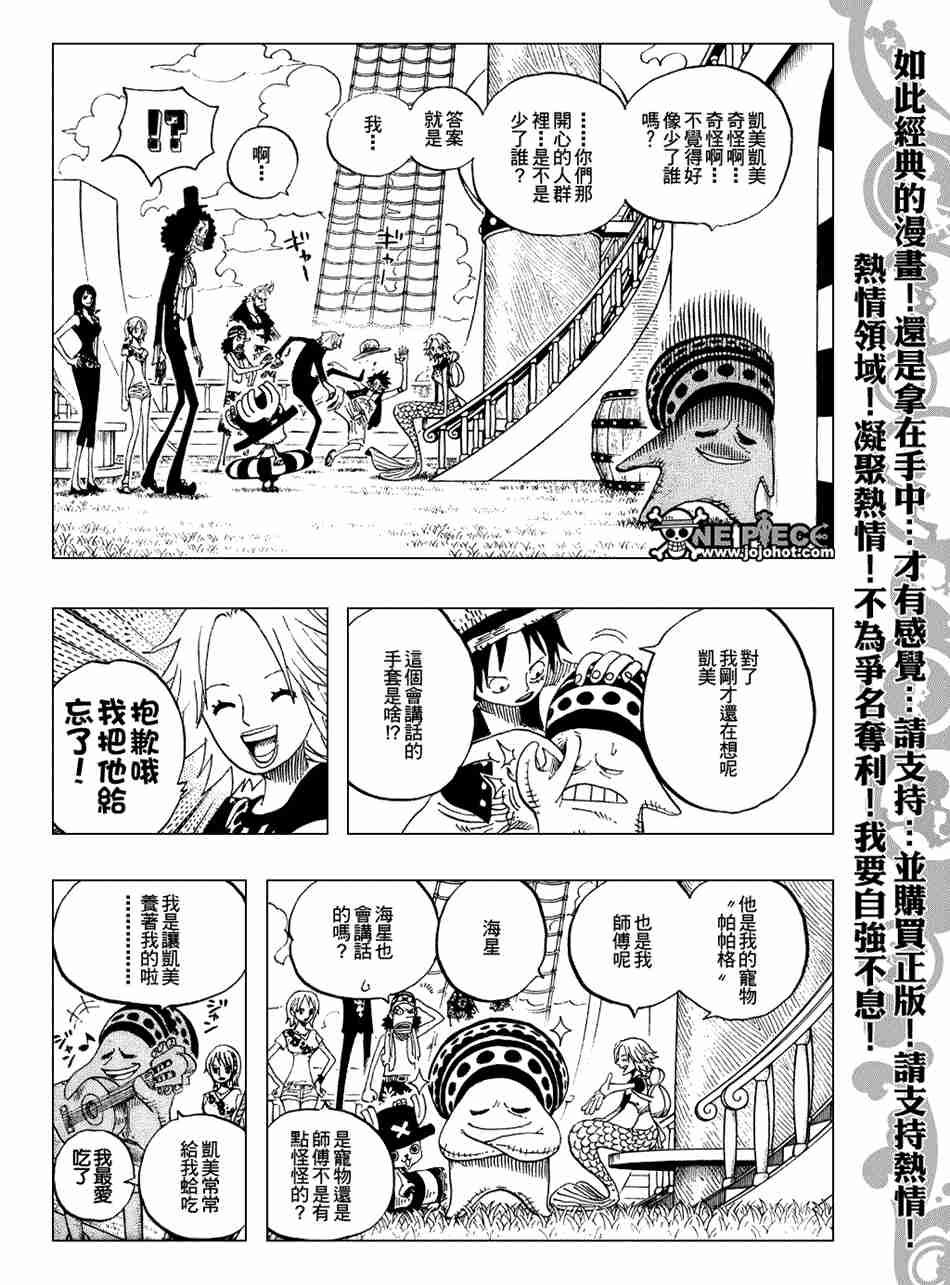 如此經典的漫畫！還是拿在手中…才有感覺…請支持…並購買正版！請支持熱情！
熱情領域！凝聚熱情！不為爭名奪利！我要自強不息！
凱美凱美
奇怪啊…
奇怪啊…
不覺得好
像少了誰
嗎？
……你們那
開心的人群
裡…是不是
少了誰？
答案
就是
我…
啊…
!?
ギャー
ギャー
ONE PIECE
www.jojohot.com
對了
我剛才還在想呢
凱美
這個會講話的
手套是啥!?
抱歉哦
我把他給
忘了！
他是我的寵物
〝帕帕格〞
也是我
師傅呢
海星
海星也
會講話
的嗎？
是寵物還是
師傅不是有
點怪怪的？
我是讓凱美
養著我的啦
………
凱美常常
給我蛤吃
我最愛
吃了